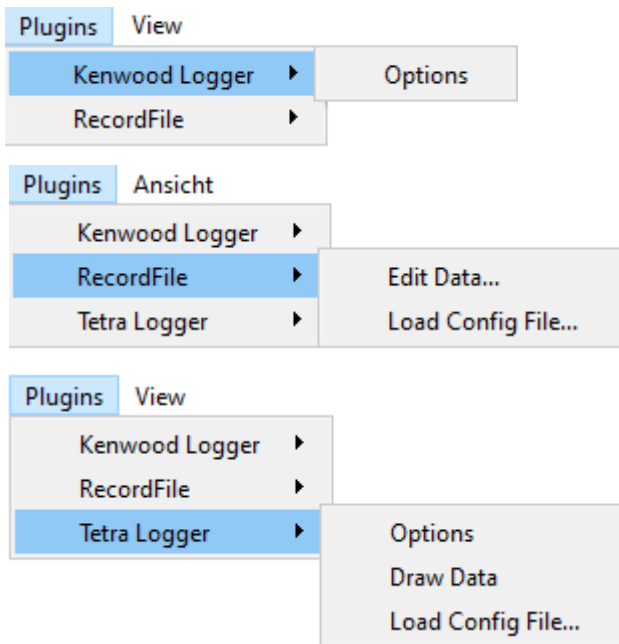 Plugins View
Kenwood Logger Options
RecordFile
Plugins Ansicht
Kenwood Logger
RecordFile Edit Data...
Tetra Logger Load Config File...
Plugins View
Kenwood Logger
RecordFile
Tetra Logger Options
Draw Data
Load Config File...